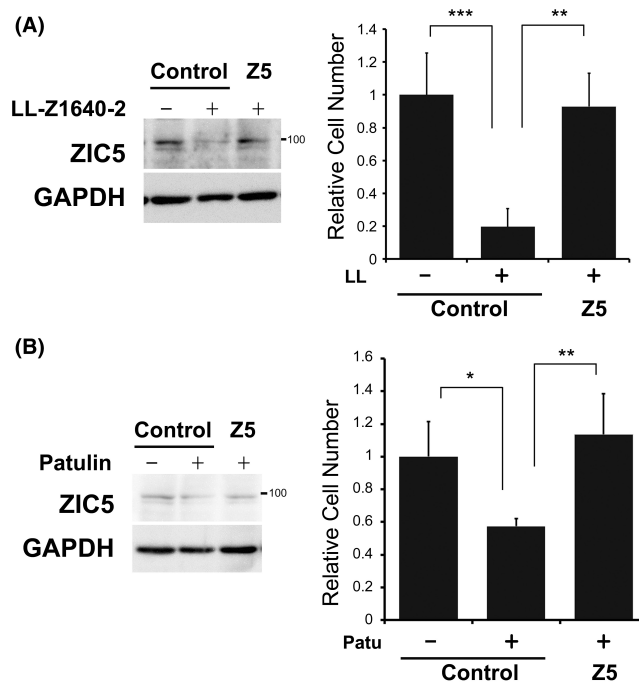 (A)
Control Z5
LL-Z1640-2 − + +
ZIC5 100
GAPDH
Relative Cell Number
1.4
1.2
1
0.8
0.6
0.4
0.2
0
*** **
LL − + +
Control Z5
(B)
Control Z5
Patulin − + +
ZIC5 100
GAPDH
Relative Cell Number
1.6
1.4
1.2
1
0.8
0.6
0.4
0.2
0
* **
Patu − + +
Control Z5